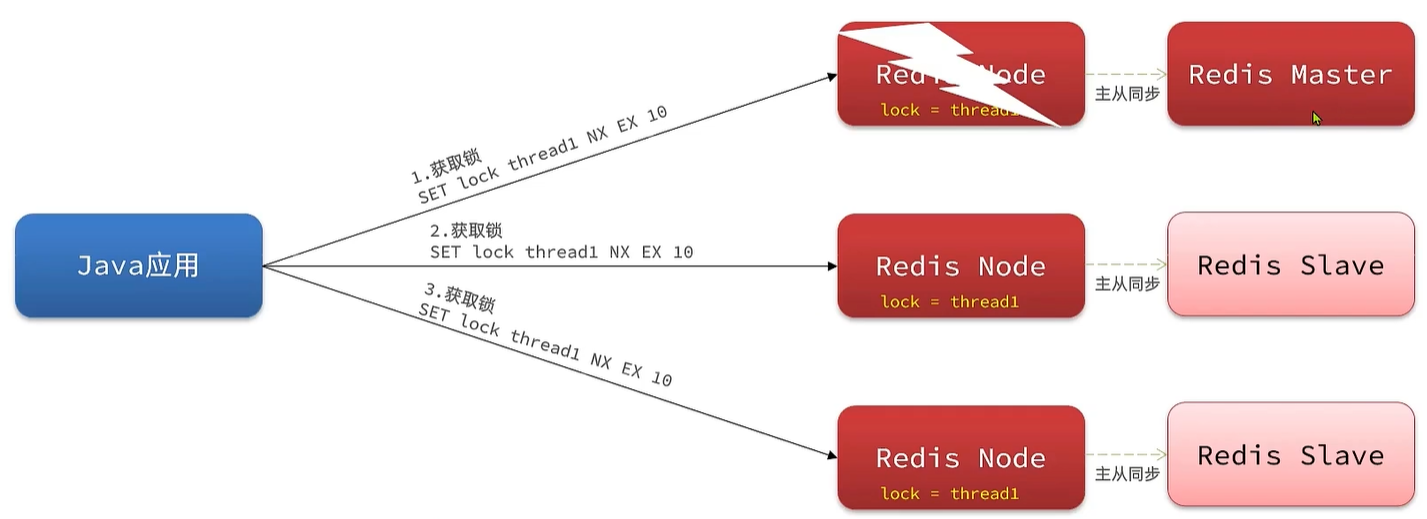 Redis Node
lock = thread1
主从同步
Redis Master
1.获取锁
SET lock thread1 NX EX 10
Java应用
2.获取锁
SET lock thread1 NX EX 10
Redis Node
lock = thread1
主从同步
Redis Slave
3.获取锁
SET lock thread1 NX EX 10
Redis Node
lock = thread1
主从同步
Redis Slave